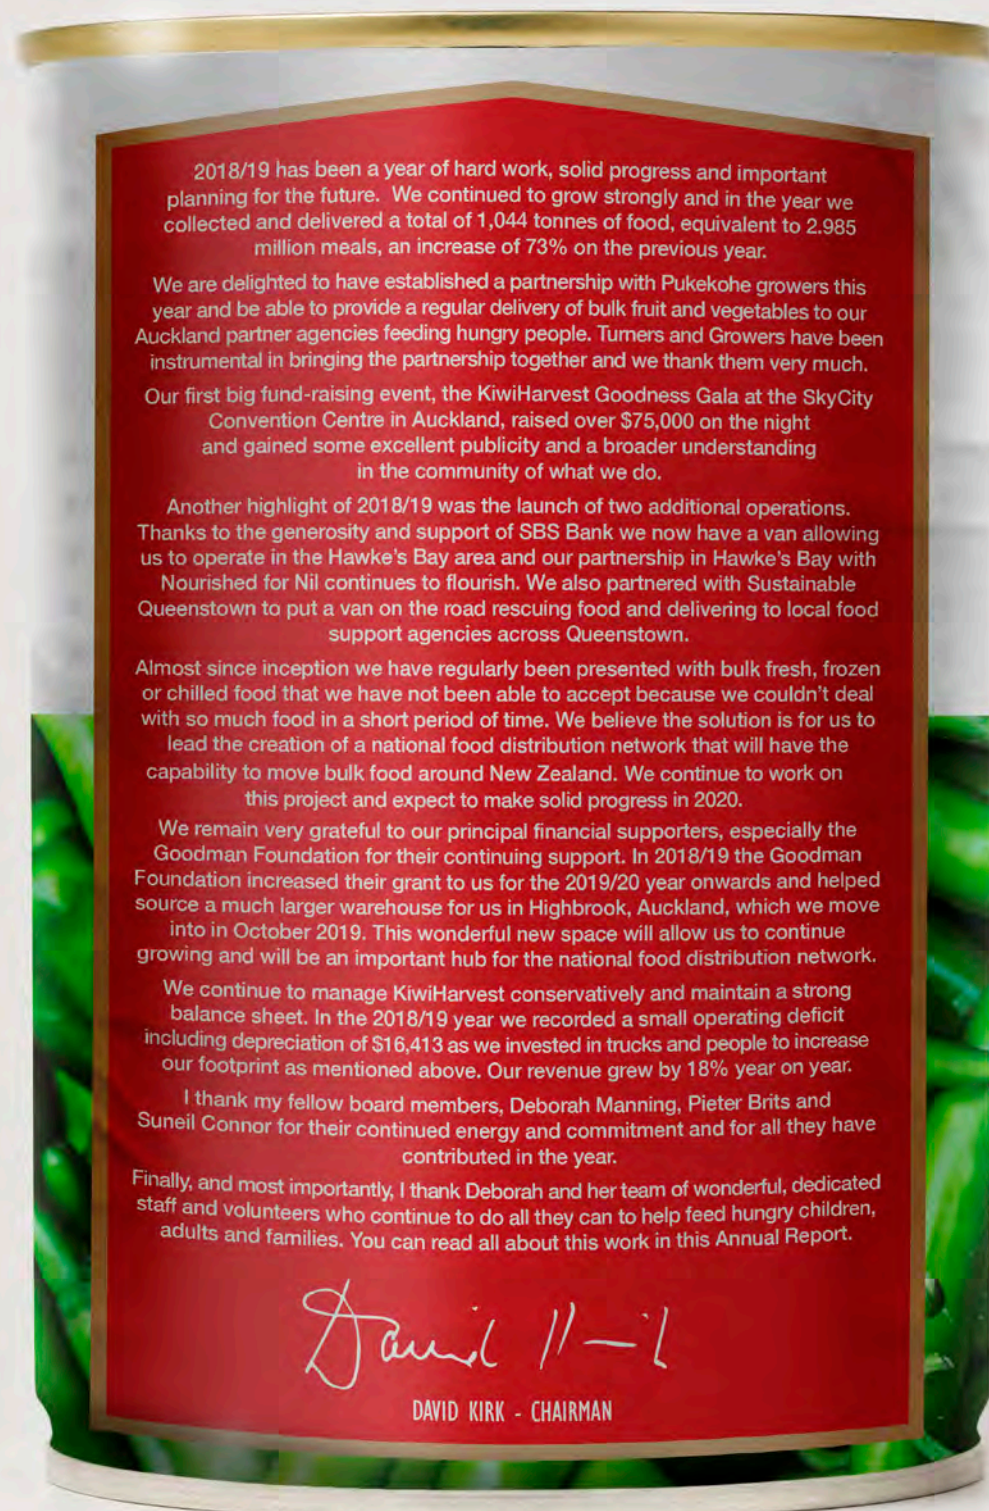 2018/19 has been a year of hard work, solid progress and important
planning for the future. We continued to grow strongly and in the year we
collected and delivered a total of 1,044 tonnes of food, equivalent to 2.985
million meals, an increase of 73% on the previous year.
We are delighted to have established a partnership with Pukekohe growers this
year and be able to provide a regular delivery of bulk fruit and vegetables to our
Auckland partner agencies feeding hungry people. Turners and Growers have been
instrumental in bringing the partnership together and we thank them very much.
Our first big fund-raising event, the KiwiHarvest Goodness Gala at the SkyCity
Convention Centre in Auckland, raised over $75,000 on the night
and gained some excellent publicity and a broader understanding
in the community of what we do.
Another highlight of 2018/19 was the launch of two additional operations.
Thanks to the generosity and support of SBS Bank we now have a van allowing
us to operate in the Hawke's Bay area and our partnership in Hawke's Bay with
Nourished for Nil continues to flourish. We also partnered with Sustainable
Queenstown to put a van on the road rescuing food and delivering to local food
support agencies across Queenstown.
Almost since inception we have regularly been presented with bulk fresh, frozen
or chilled food that we have not been able to accept because we couldn't deal
with so much food in a short period of time. We believe the solution is for us to
lead the creation of a national food distribution network that will have the
capability to move bulk food around New Zealand. We continue to work on
this project and expect to make solid progress in 2020.
We remain very grateful to our principal financial supporters, especially the
Goodman Foundation for their continuing support. In 2018/19 the Goodman
Foundation increased their grant to us for the 2019/20 year onwards and helped
source a much larger warehouse for us in Highbrook, Auckland, which we move
into in October 2019. This wonderful new space will allow us to continue
growing and will be an important hub for the national food distribution network.
We continue to manage KiwiHarvest conservatively and maintain a strong
balance sheet. In the 2018/19 year we recorded a small operating deficit
including depreciation of $16,413 as we invested in trucks and people to increase
our footprint as mentioned above. Our revenue grew by 18% year on year.
I thank my fellow board members, Deborah Manning, Pieter Brits and
Suneil Connor for their continued energy and commitment and for all they have
contributed in the year.
Finally, and most importantly, I thank Deborah and her team of wonderful, dedicated
staff and volunteers who continue to do all they can to help feed hungry children,
adults and families. You can read all about this work in this Annual Report.
David Kirk
DAVID KIRK - CHAIRMAN